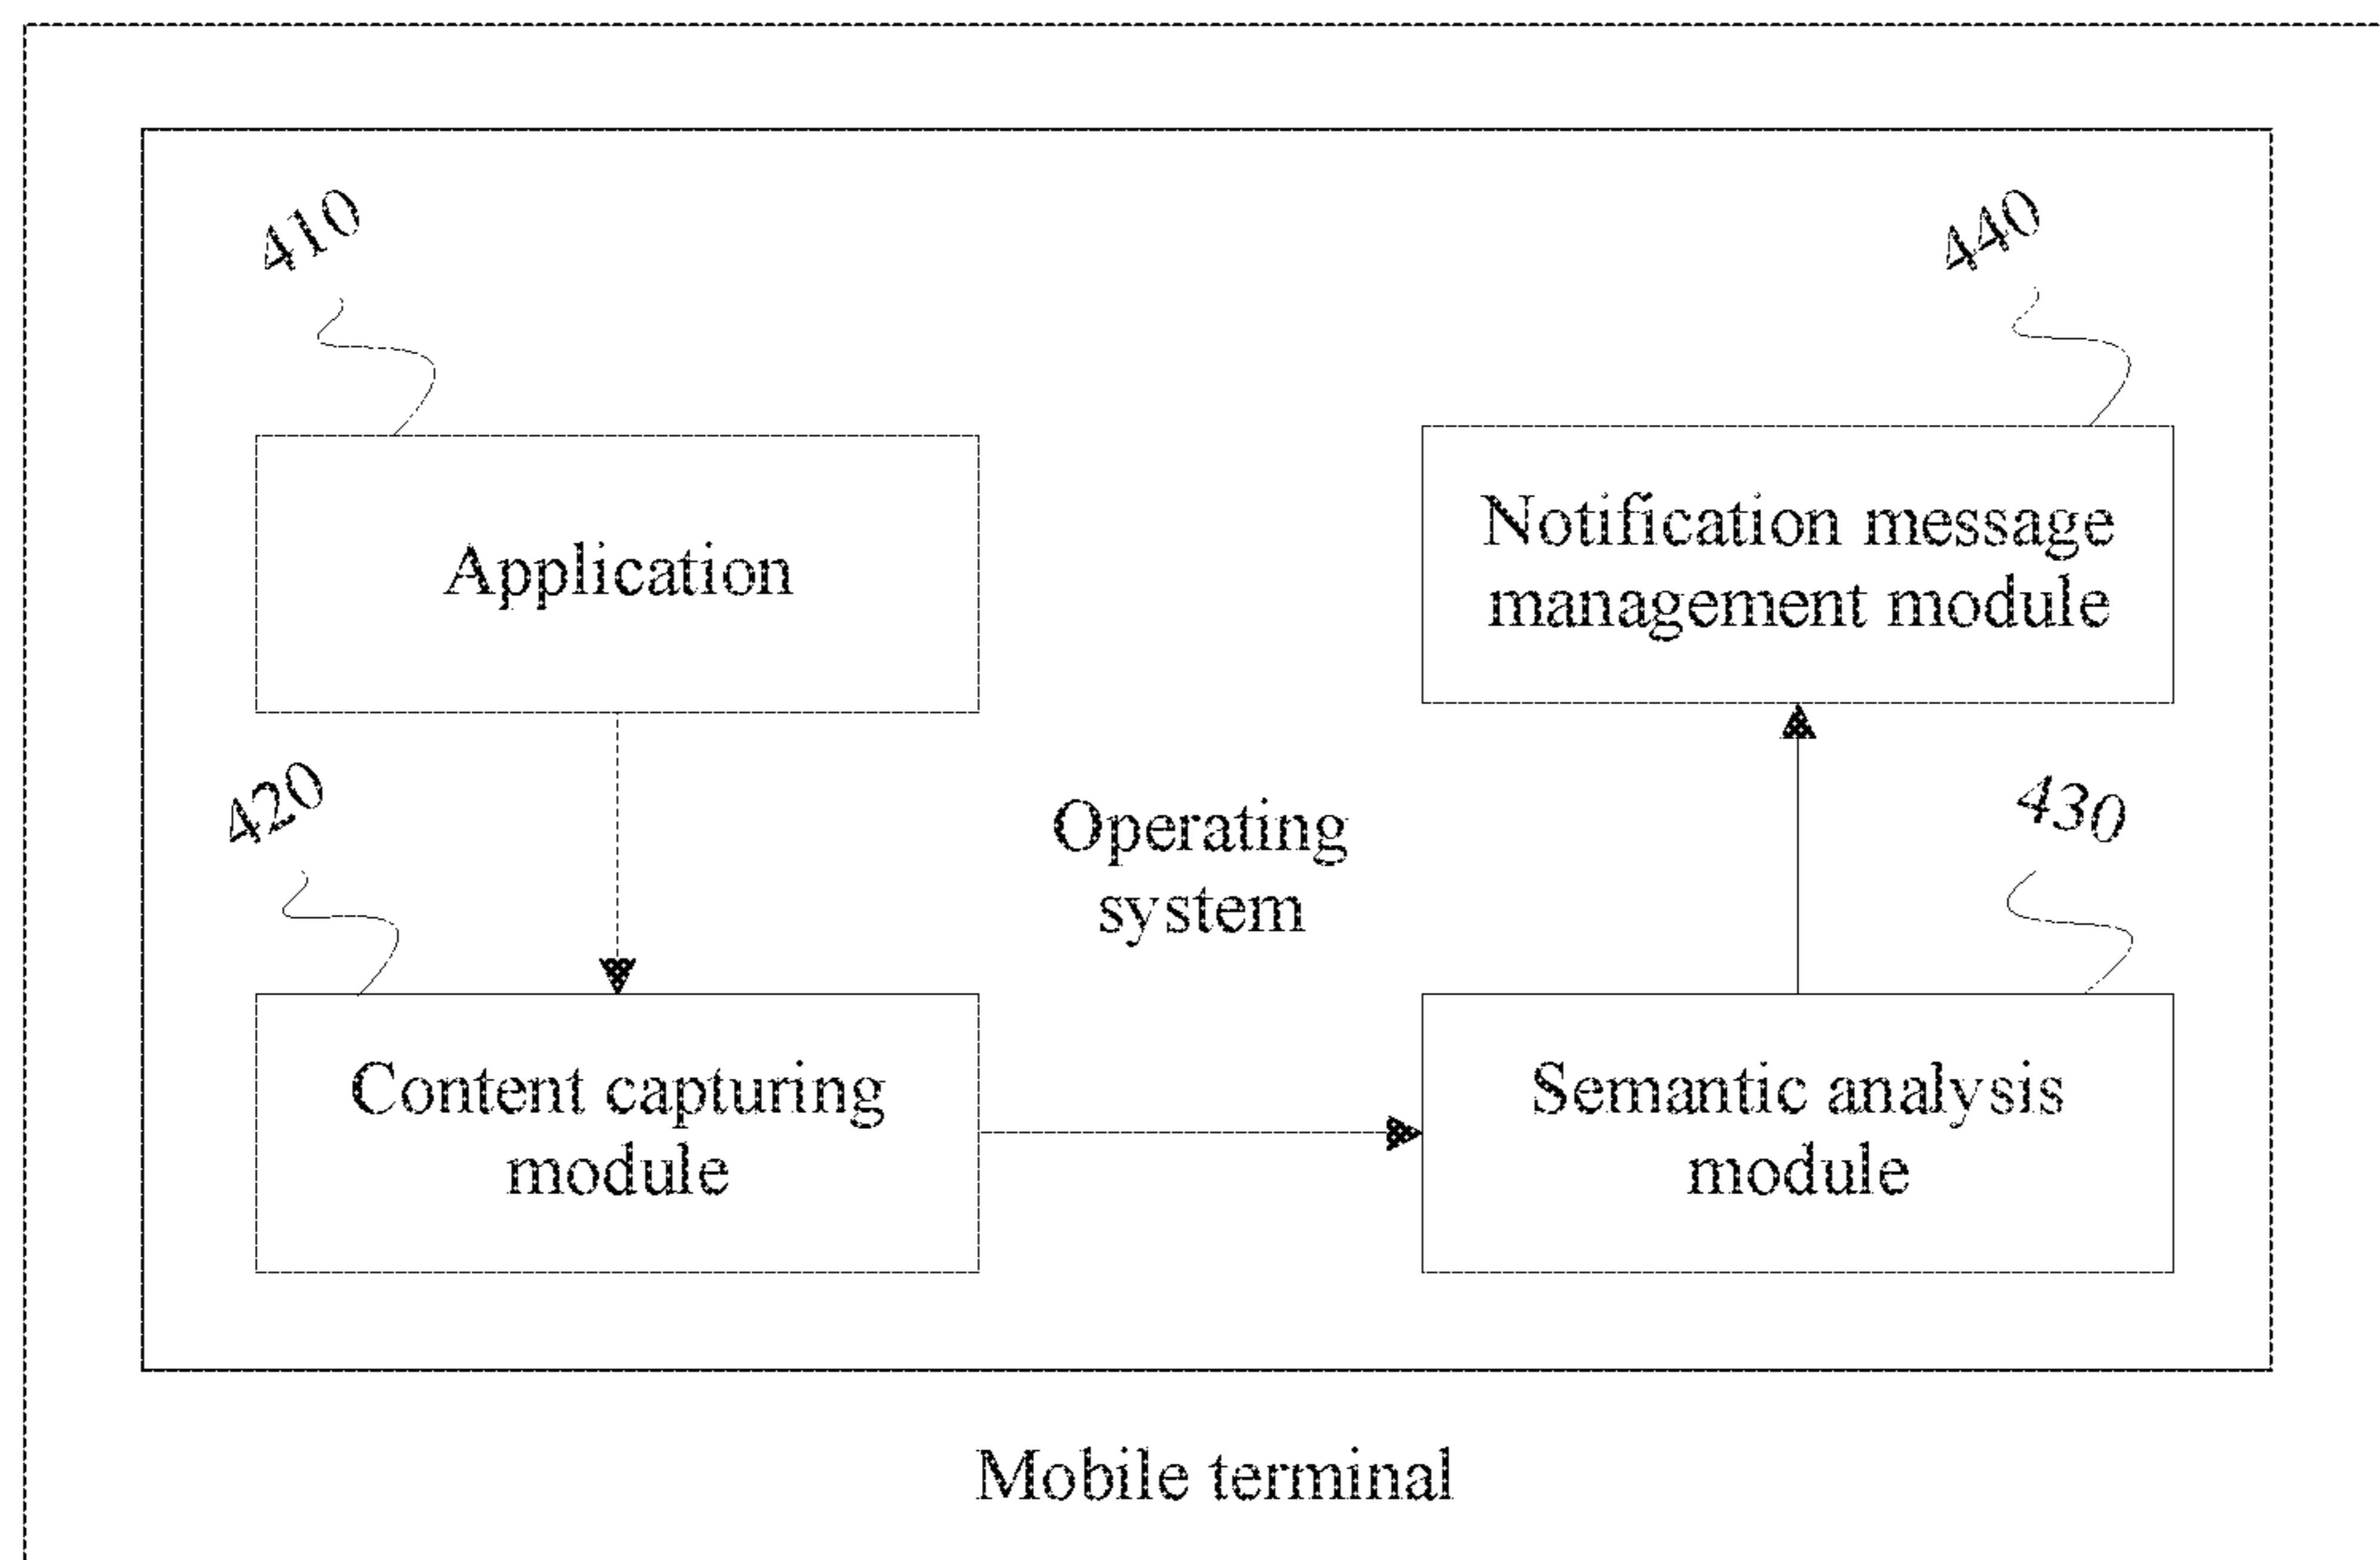 410
440
Application
Notification message
management module
420
Operating
system
430
Content capturing
module
Semantic analysis
module
Mobile terminal